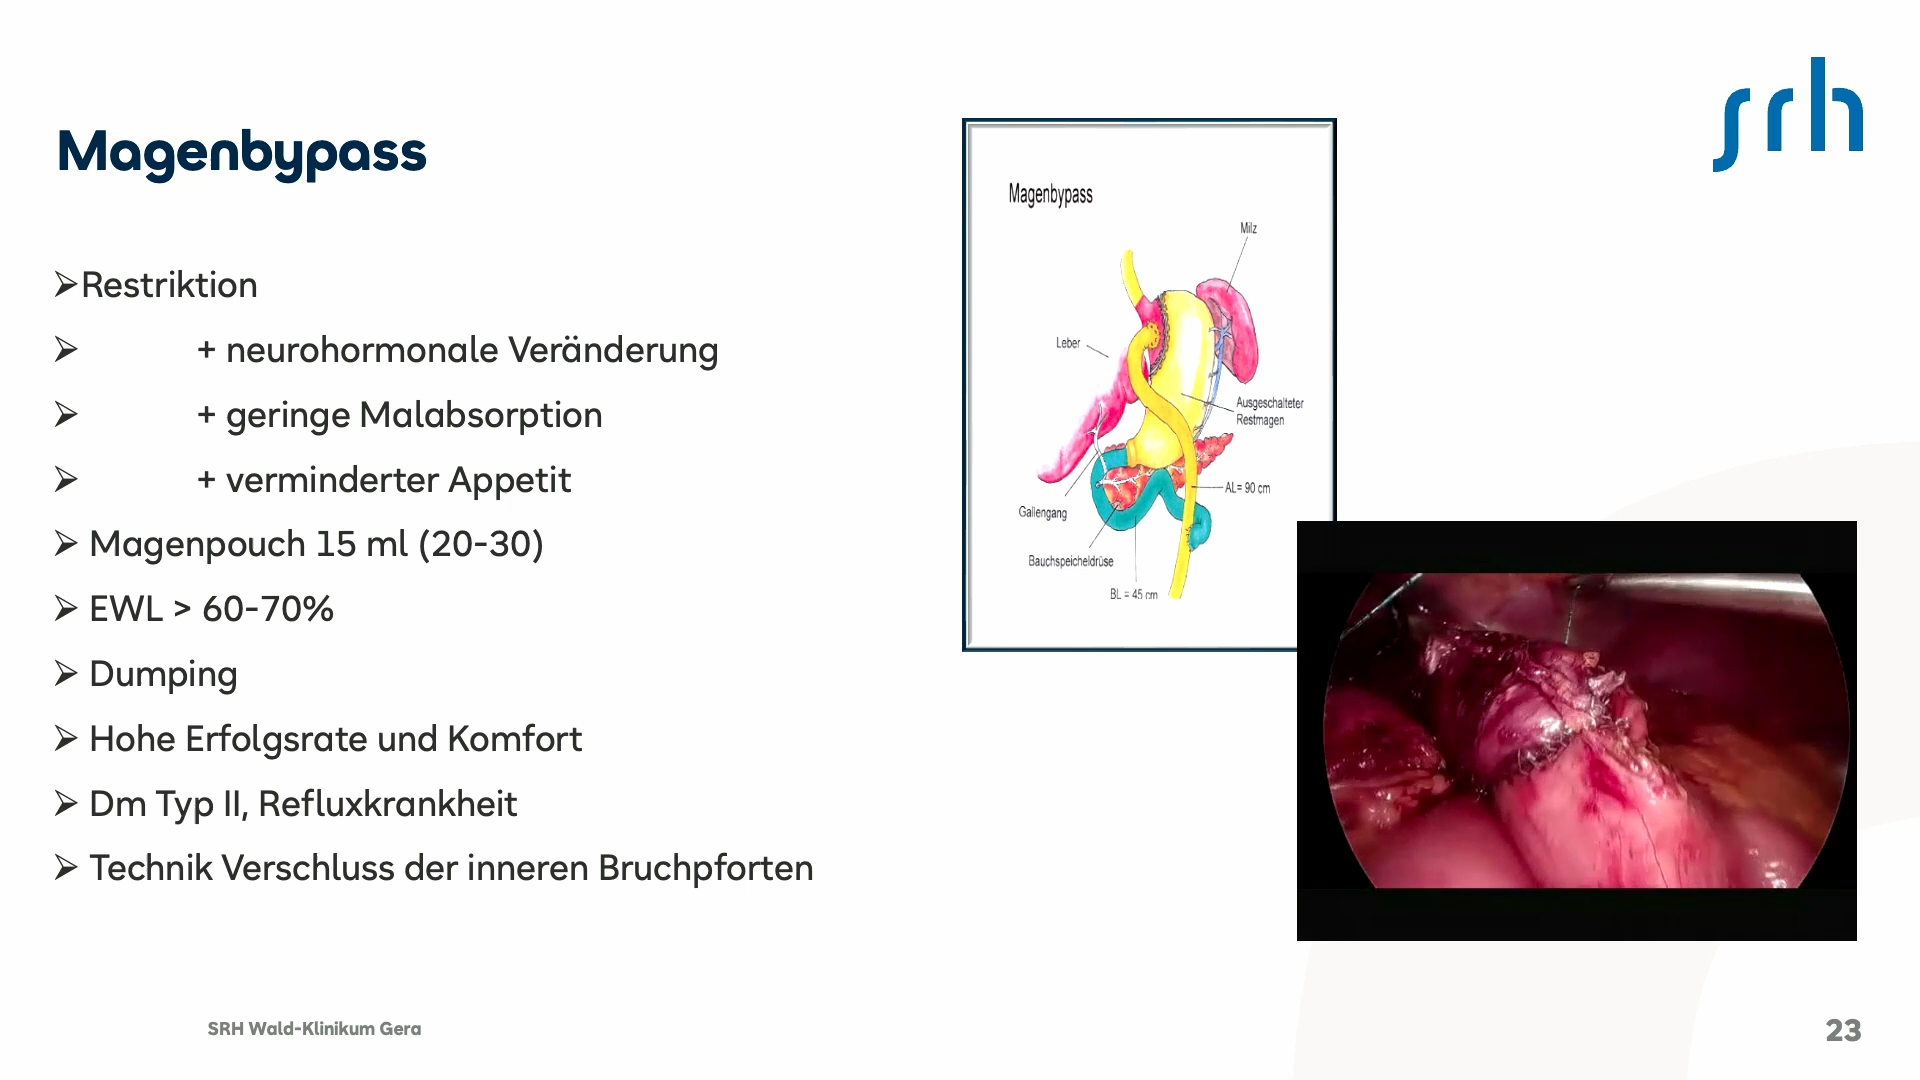 srh
Magenbypass
➢Restriktion
➢ + neurohormonale Veränderung
➢ + geringe Malabsorption
➢ + verminderter Appetit
➢ Magenpouch 15 ml (20-30)
➢ EWL > 60-70%
➢ Dumping
➢ Hohe Erfolgsrate und Komfort
➢ Dm Typ II, Refluxkrankheit
➢ Technik Verschluss der inneren Bruchpforten
Magenbypass
Milz
Leber
Ausgeschalteter
Restmagen
AL= 90 cm
Gallengang
Bauchspeicheldrüse
BL = 45 cm
SRH Wald-Klinikum Gera
23